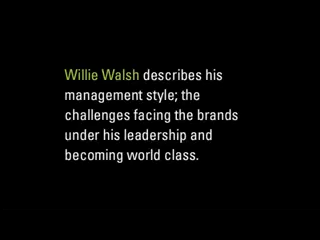 Willie Walsh describes his
management style; the
challenges facing the brands
under his leadership and
becoming world class.